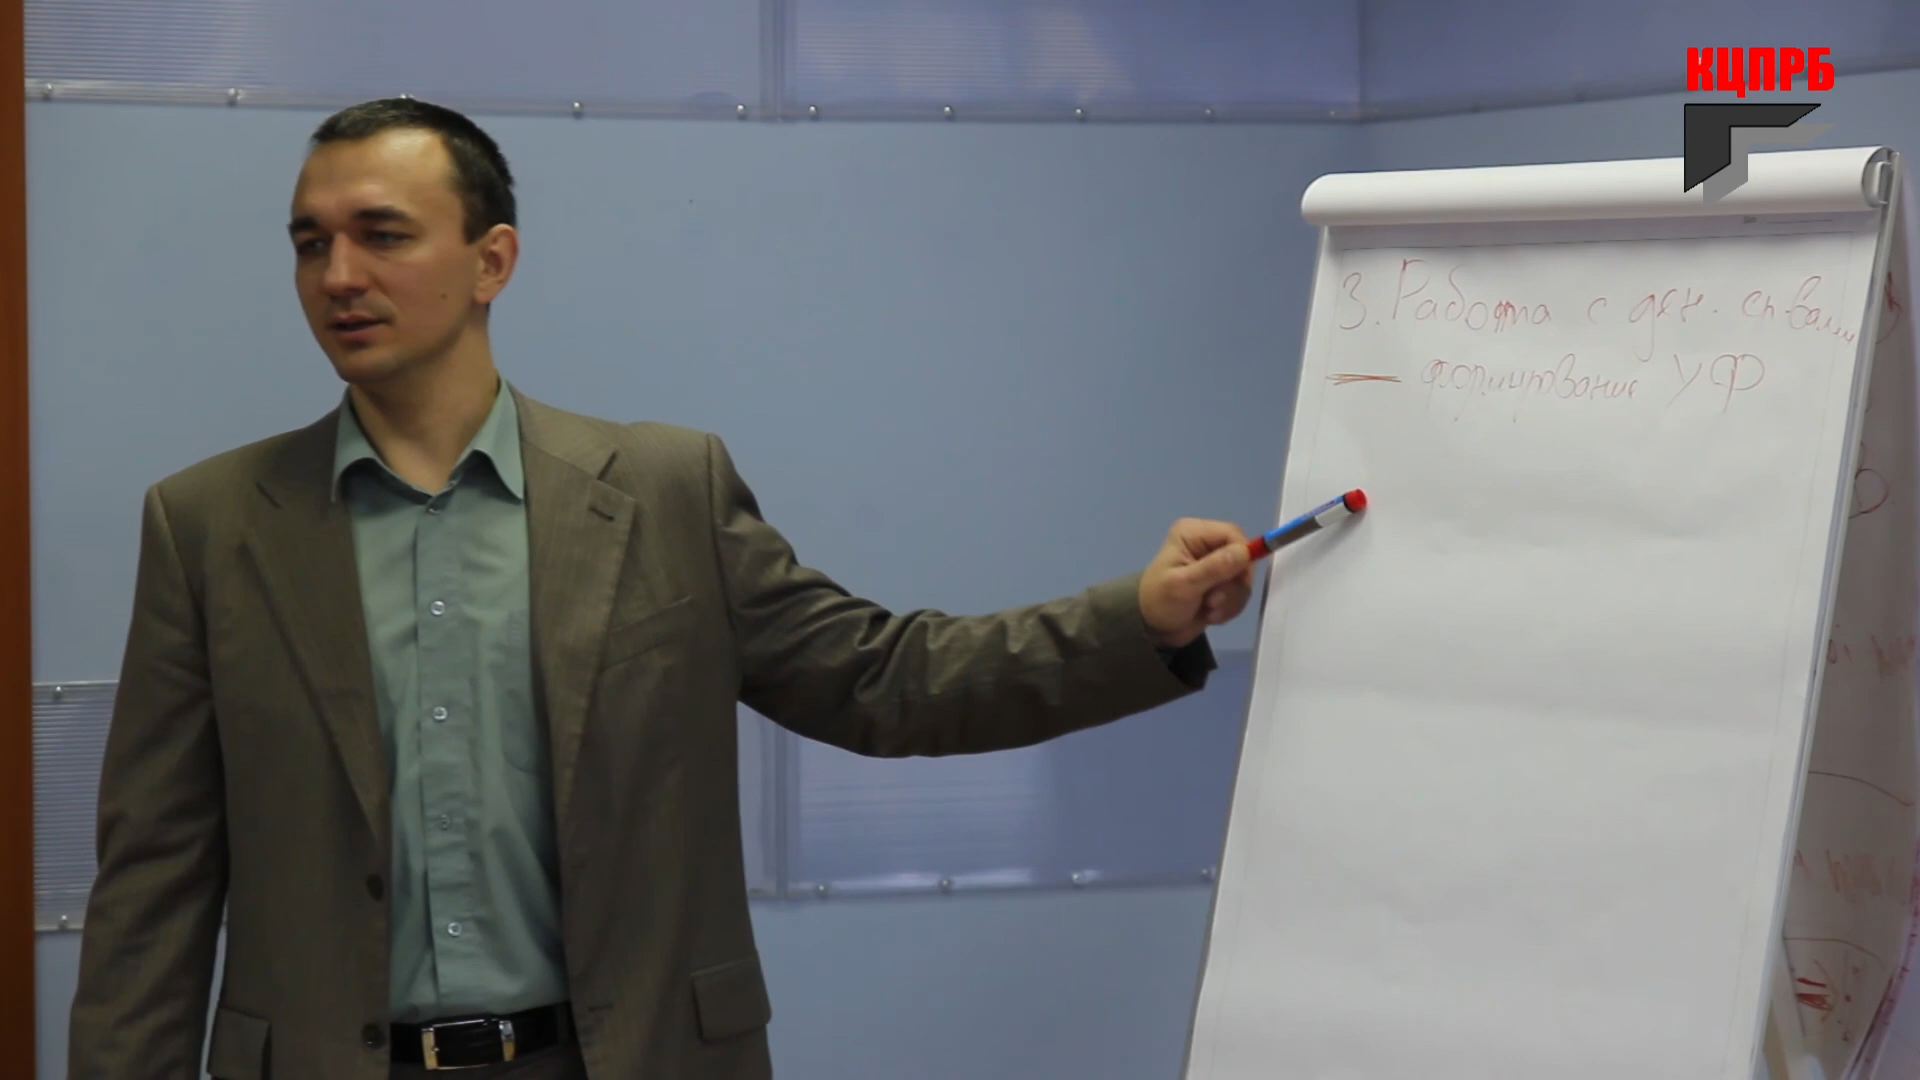 КЦПРБ
3. Работа с ден. ср-вами
формирование УФ